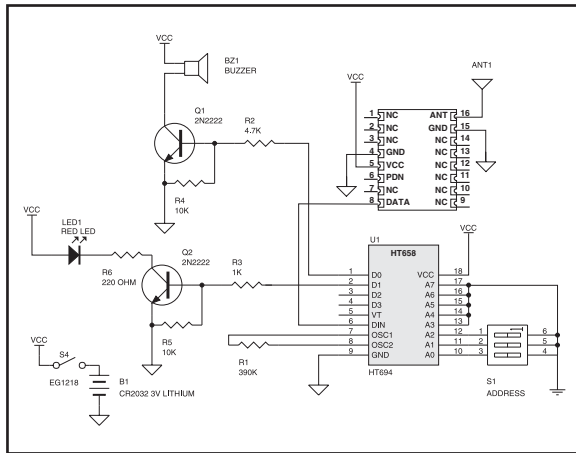 VCC
BZ1
BUZZER
Q1
2N2222
R2
4.7K
R4
10K
VCC
ANT1
1 NC ANT 16
2 NC GND 15
3 NC NC 14
4 GND NC 13
5 VCC NC 12
6 PDN NC 11
7 NC NC 10
8 DATA NC 9
VCC
LED1
RED LED
R6
220 OHM
Q2
2N2222
R3
1K
R5
10K
VCC
S4
EG1218
B1
CR2032 3V LITHIUM
R1
390K
U1
HT658
VCC
1 D0 VCC 18
2 D1 A7 17
3 D2 A6 16
4 D3 A5 15
5 VT A4 14
6 DIN A3 13
7 OSC1 A2 12
8 OSC2 A1 11
9 GND A0 10
HT694
1 6
2 5
3 4
S1
ADDRESS